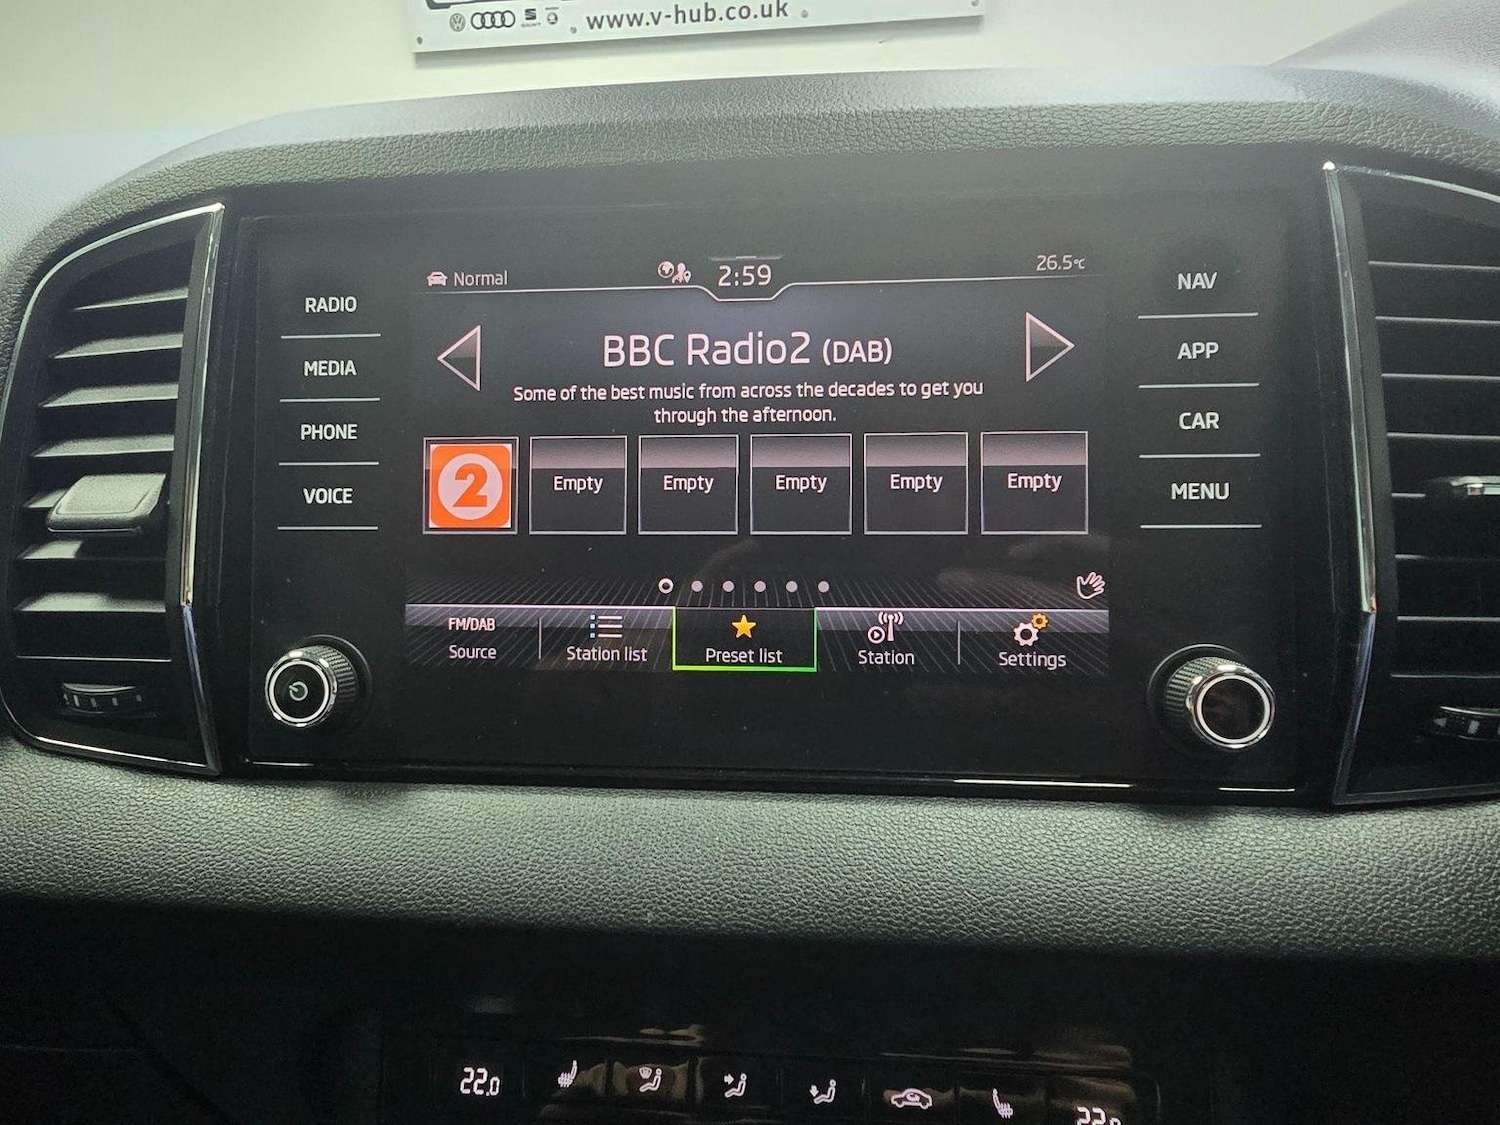 www.v-hub.co.uk
Normal
2:59
26.5°C
RADIO
MEDIA
PHONE
VOICE
BBC Radio2 (DAB)
Some of the best music from across the decades to get you
through the afternoon.
2
Empty
Empty
Empty
Empty
Empty
FM/DAB
Source
Station list
Preset list
Station
Settings
NAV
APP
CAR
MENU
22.0